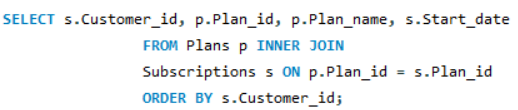 SELECT s.Customer_id, p.Plan_id, p.Plan_name, s.Start_date
FROM Plans p INNER JOIN
Subscriptions s ON p.Plan_id = s.Plan_id
ORDER BY s.Customer_id;